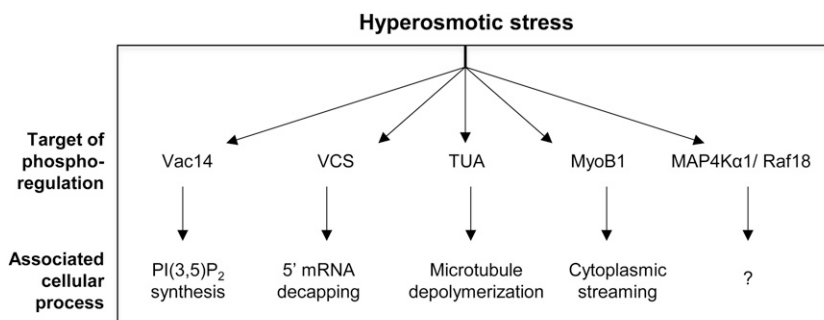 Hyperosmotic stress
Target of
phospho-
regulation
Vac14 VCS TUA MyoB1 MAP4Kα1/ Raf18
Associated
cellular
process
PI(3,5)P₂
synthesis
5’ mRNA
decapping
Microtubule
depolymerization
Cytoplasmic
streaming
?